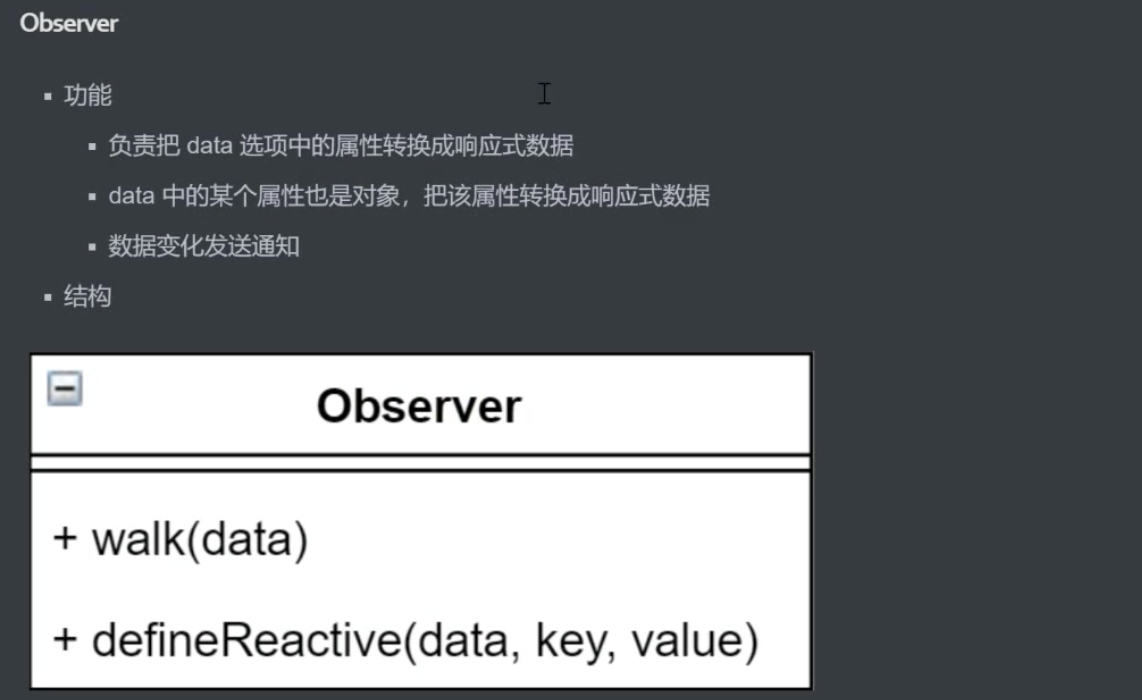 Observer
功能
负责把 data 选项中的属性转换成响应式数据
data 中的某个属性也是对象，把该属性转换成响应式数据
数据变化发送通知
结构
Observer
+ walk(data)
+ defineReactive(data, key, value)